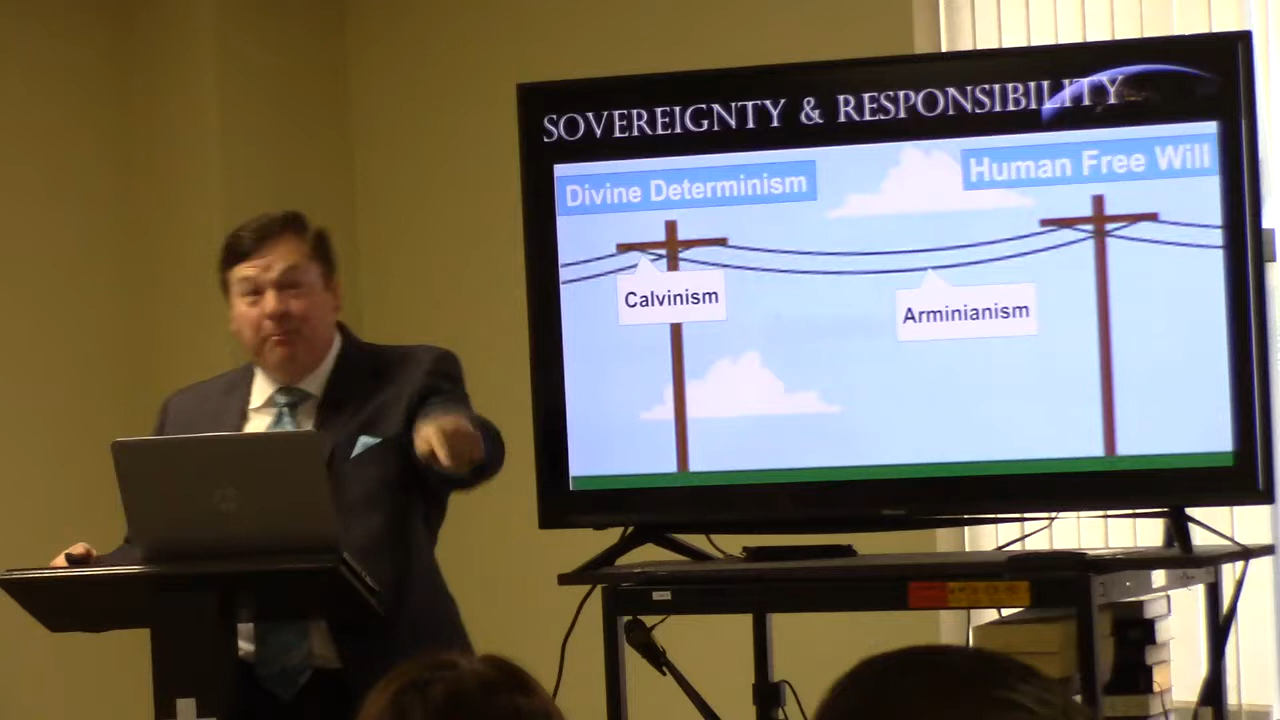 SOVEREIGNTY & RESPONSIBILITY
Divine Determinism
Human Free Will
Calvinism
Arminianism